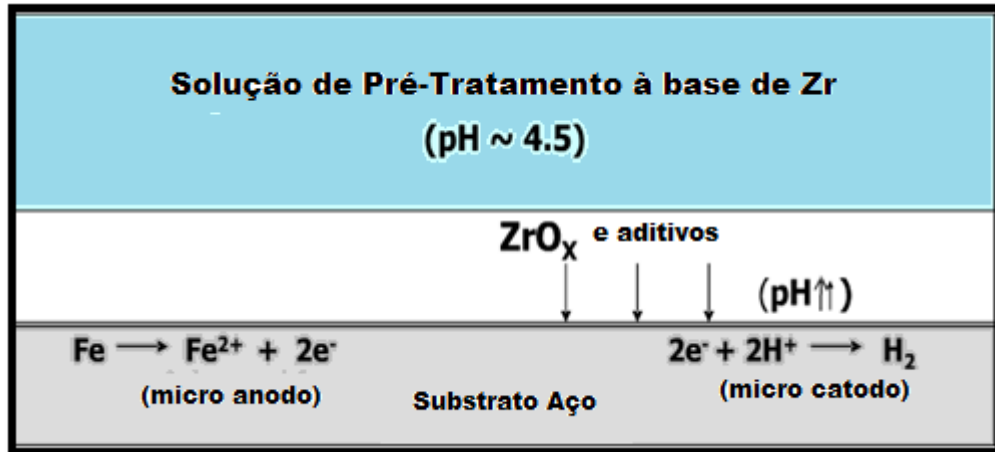 Solução de Pré-Tratamento à base de Zr
(pH ~ 4.5)
ZrOₓ e aditivos
(pH⇈)
Fe → Fe²⁺ + 2e⁻
(micro anodo)
Substrato Aço
2e⁻ + 2H⁺ → H₂
(micro catodo)